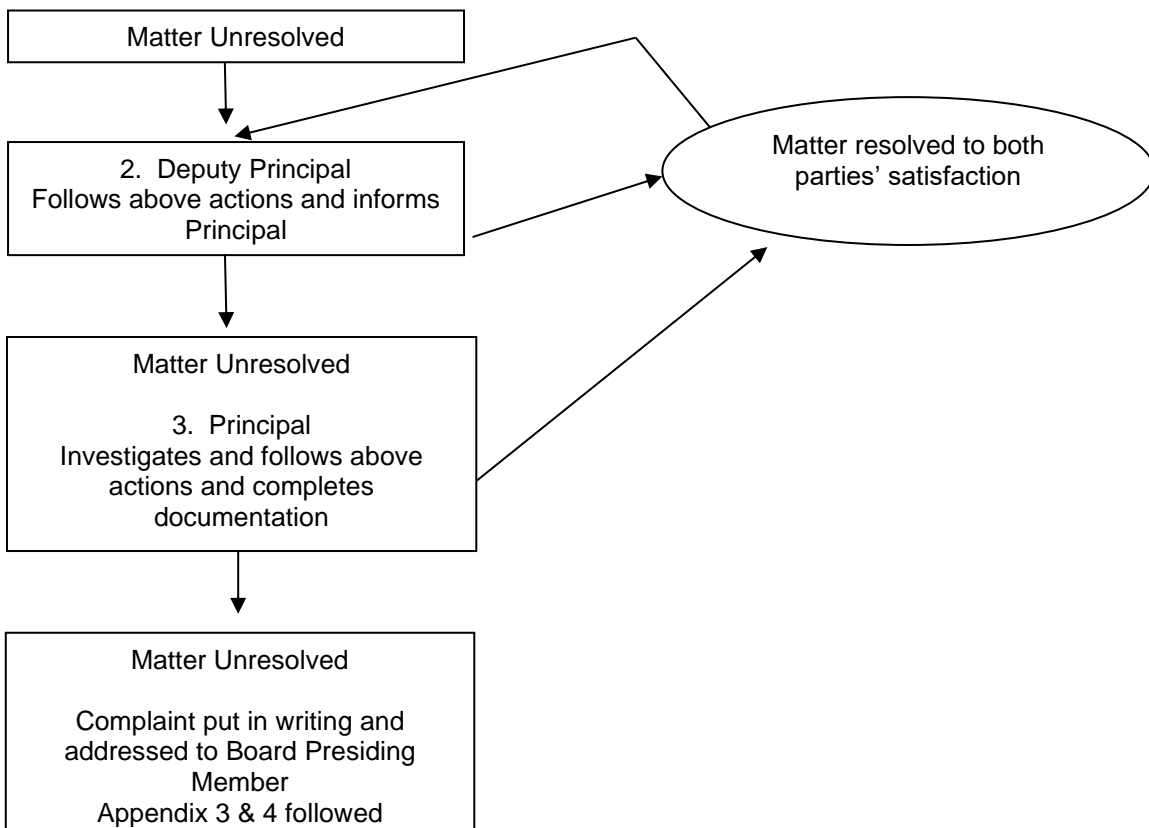 Matter Unresolved
2. Deputy Principal
Follows above actions and informs
Principal
Matter resolved to both
parties’ satisfaction
Matter Unresolved
3. Principal
Investigates and follows above
actions and completes
documentation
Matter Unresolved
Complaint put in writing and
addressed to Board Presiding
Member
Appendix 3 & 4 followed